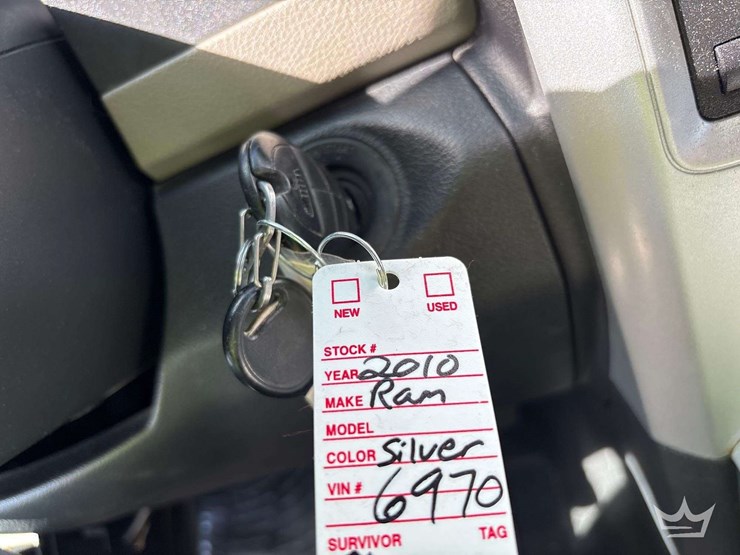 NEW USED
STOCK #
YEAR 2010
MAKE Ram
MODEL
COLOR Silver
VIN # 6970
SURVIVOR TAG